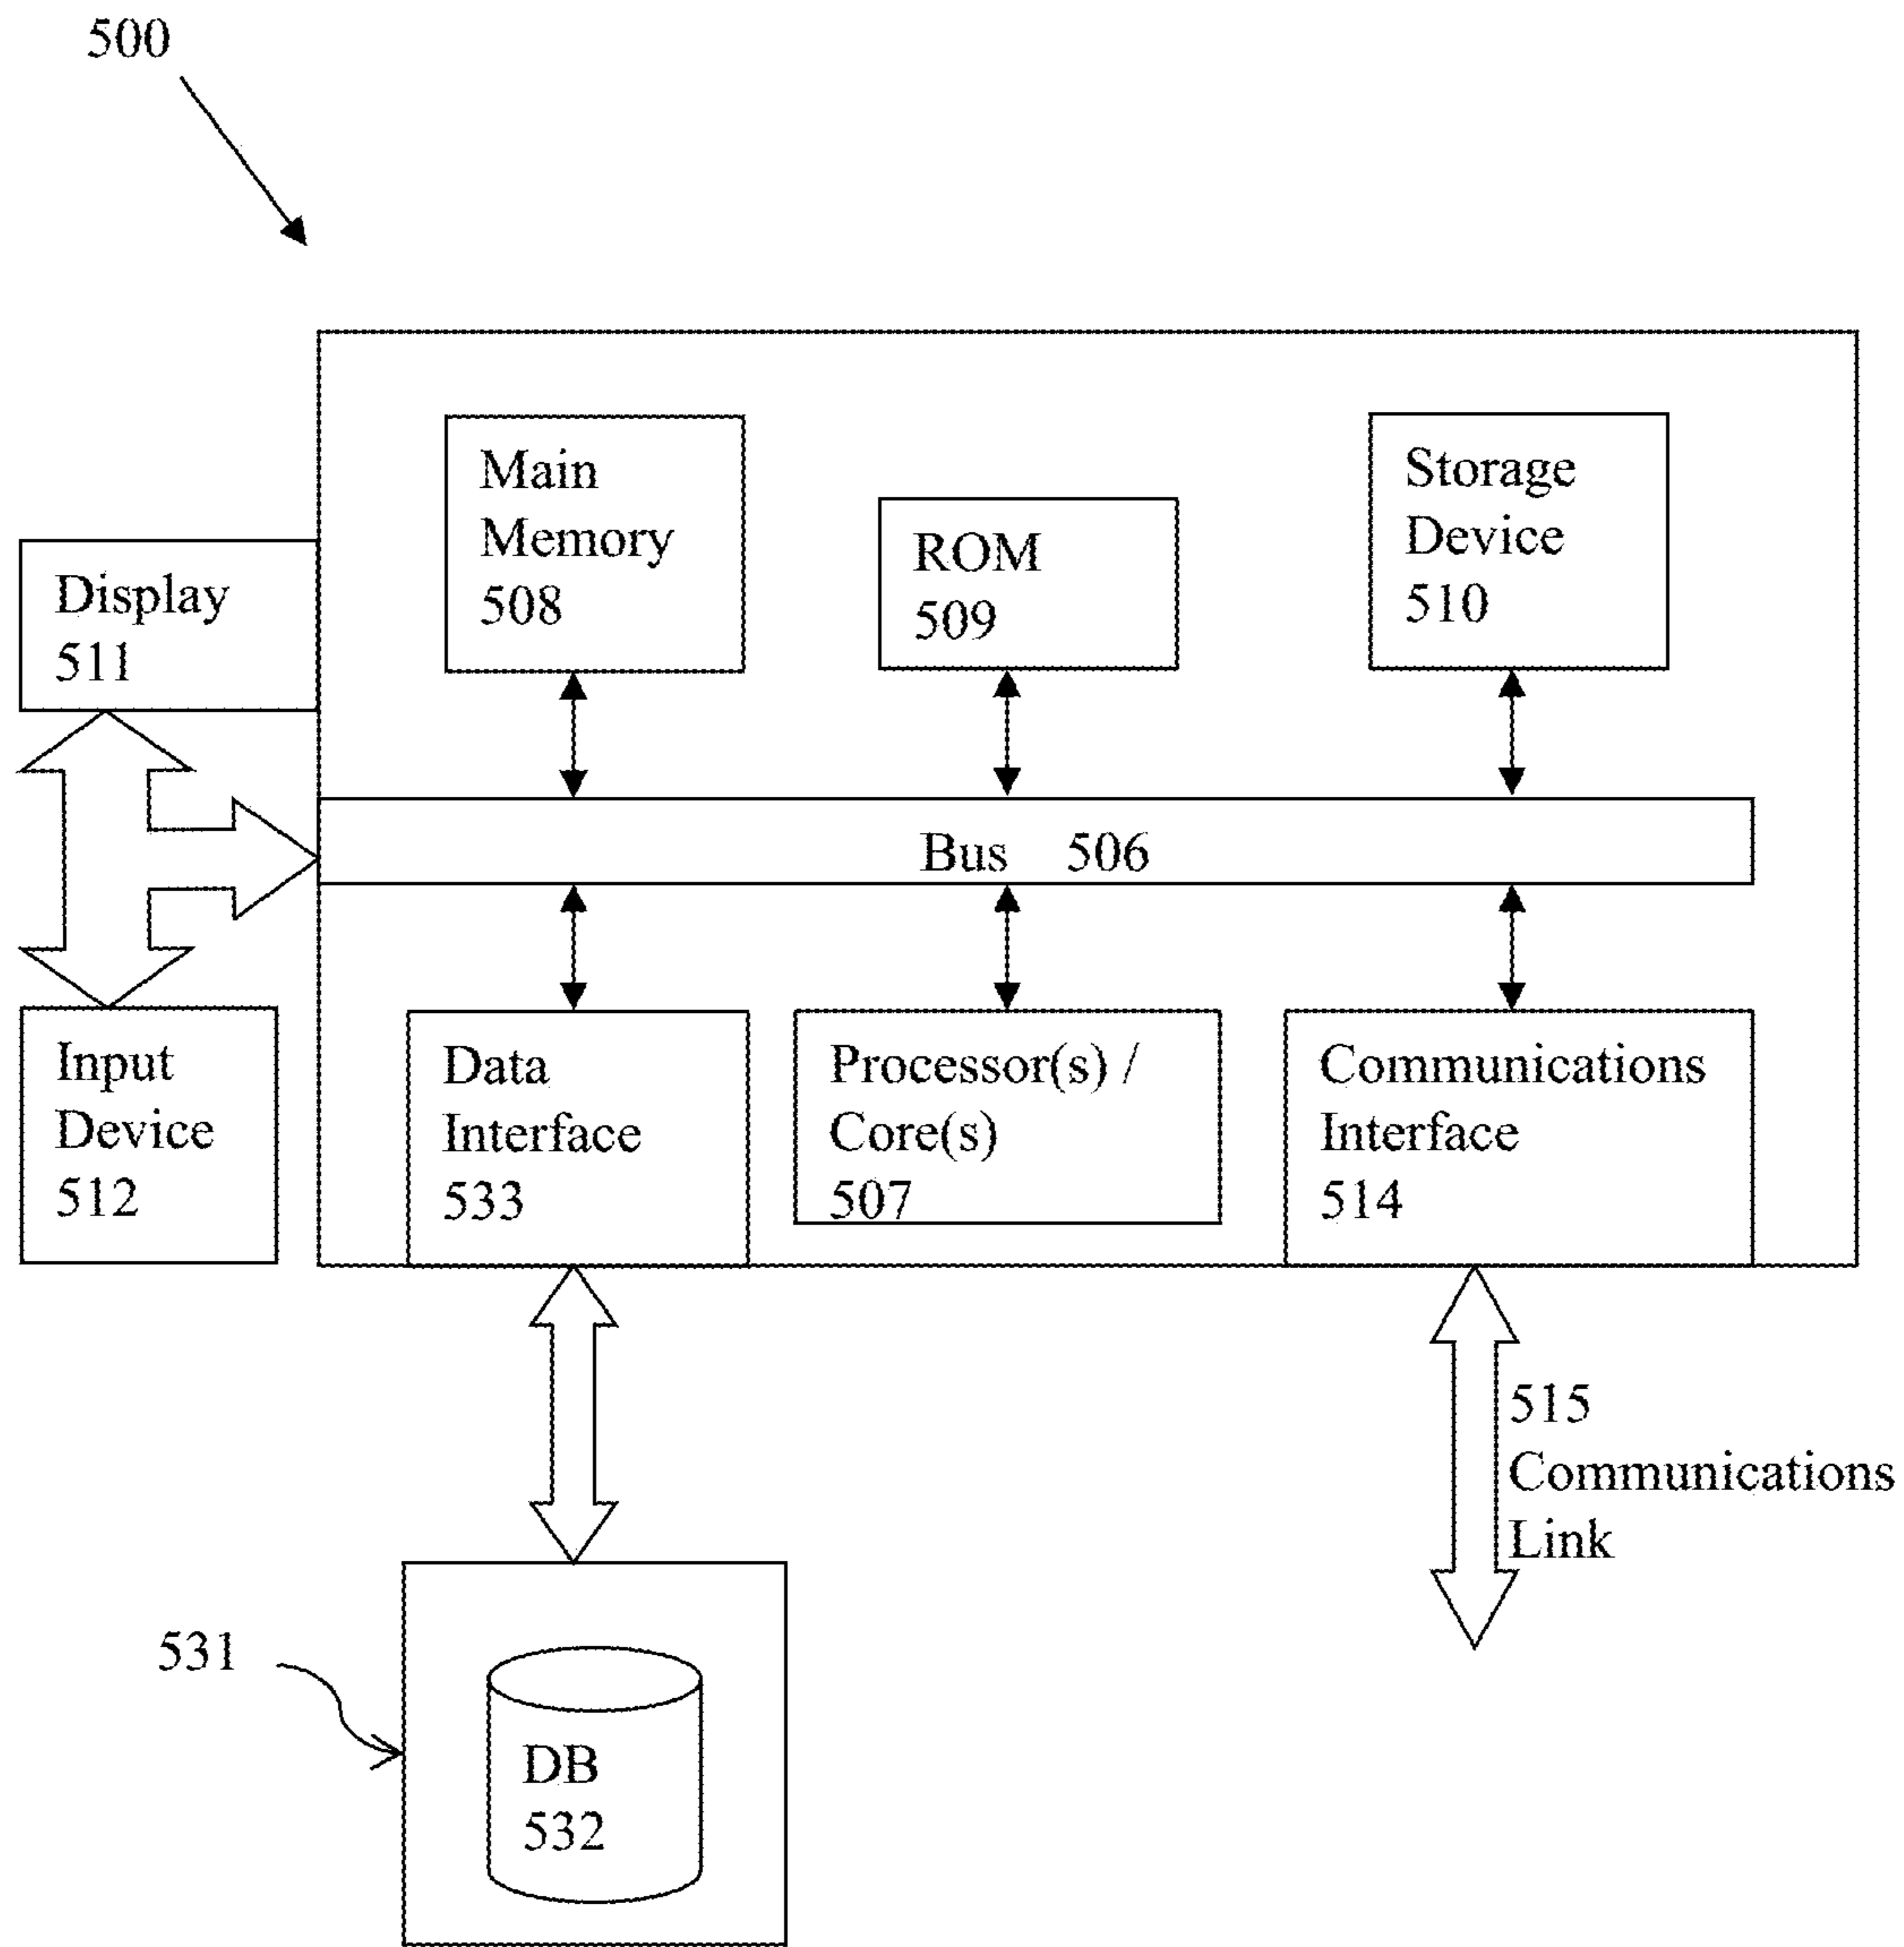 500
Main
Memory
508
ROM
509
Storage
Device
510
Display
511
Bus 506
Input
Device
512
Data
Interface
533
Processor(s) /
Core(s)
507
Communications
Interface
514
515
Communications
Link
531
DB
532